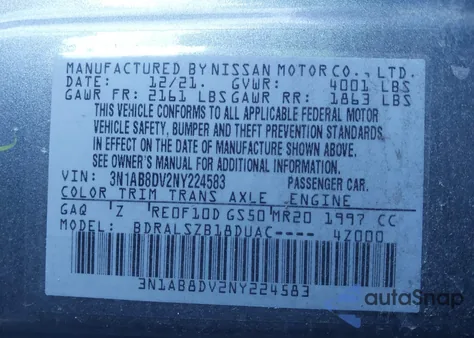 MANUFACTURED BY NISSAN MOTOR CO., LTD.
DATE: 12/21. GVWR: 4001 LBS
GAWR FR: 2161 LBS GAWR RR: 1863 LBS
THIS VEHICLE CONFORMS TO ALL APPLICABLE FEDERAL MOTOR
VEHICLE SAFETY, BUMPER AND THEFT PREVENTION STANDARDS
IN EFFECT ON THE DATE OF MANUFACTURE SHOWN ABOVE.
SEE OWNER'S MANUAL FOR ADDITIONAL INFORMATION.
VIN: 3N1AB8DV2NY224583 PASSENGER CAR.
COLOR TRIM TRANS AXLE ENGINE
GAQ Z RE0F10D GS50 MR20 1997 CC
MODEL: BDRALSZB18DUAC---- 4Z000
3N1AB8DV2NY224583
autoSnap